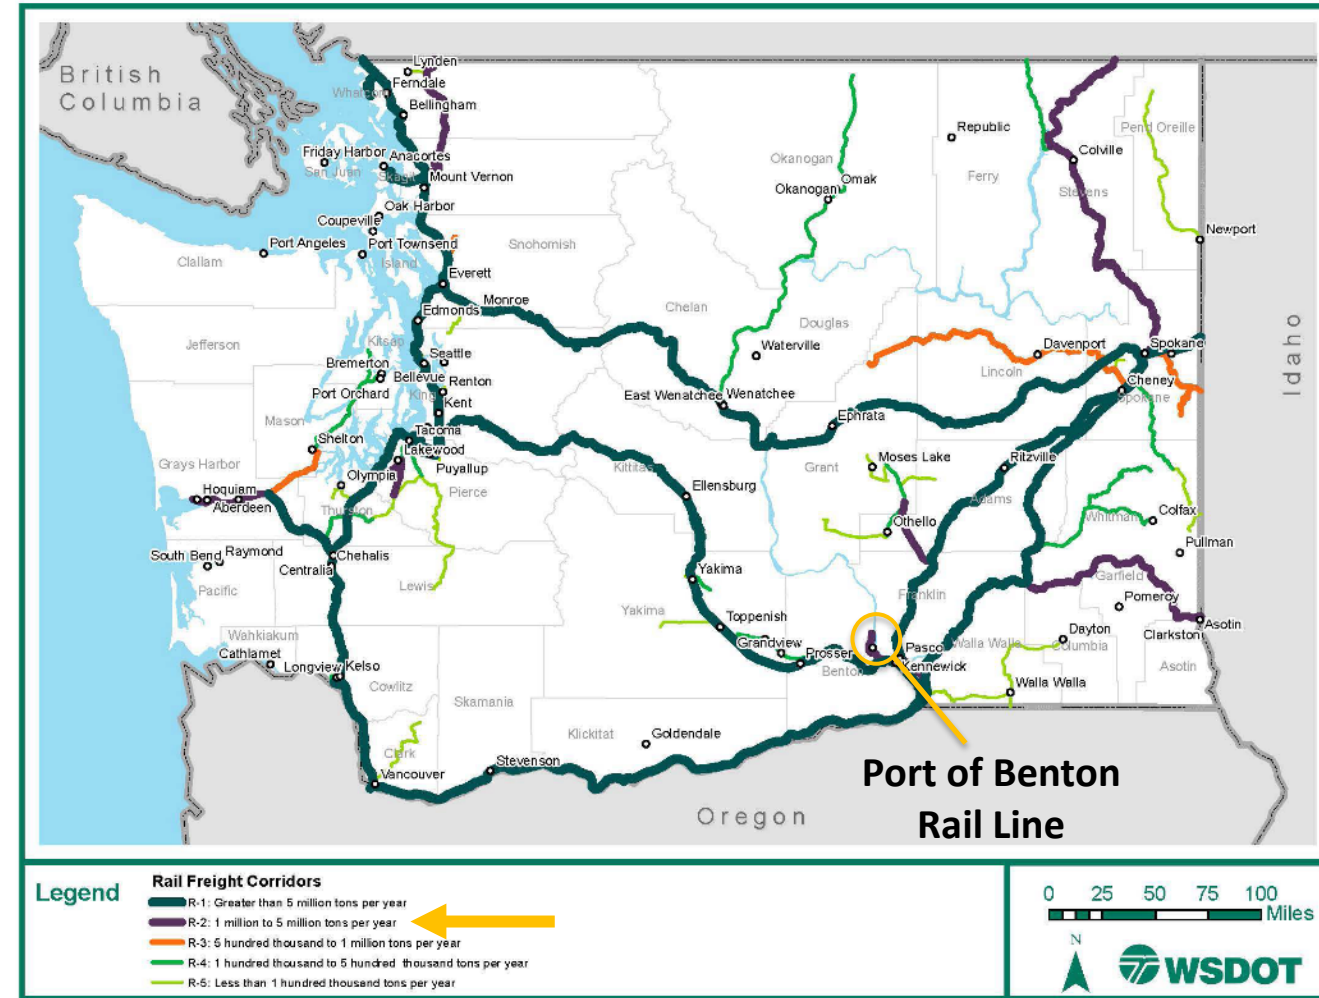 British
Columbia
Lynden
Ferndale
Whatcom
Bellingham
Friday Harbor
Anacortes
San Juan
Skagit
Mount Vernon
Oak Harbor
Coupeville
Port Angeles
Port Townsend
Clallam
Island
Snohomish
Everett
Edmonds
Monroe
Chelan
Jefferson
Kitsap
Seattle
Bremerton
Bellevue
Renton
Port Orchard
King
Kent
Mason
Shelton
Tacoma
Lakewood
Puyallup
Grays Harbor
Olympia
Pierce
Hoquiam
Aberdeen
Thurston
South Bend
Raymond
Chehalis
Centralia
Pacific
Lewis
Wahkiakum
Cathlamet
Longview
Kelso
Cowlitz
Skamania
Clark
Vancouver
Stevenson
Klickitat
Goldendale
Okanogan
Okanogan
Omak
Republic
Ferry
Colville
Stevens
Pend Oreille
Newport
Douglas
Waterville
East Wenatchee
Wenatchee
Davenport
Lincoln
Spokane
Cheney
Spokane
Idaho
Ephrata
Grant
Moses Lake
Ritzville
Adams
Kittitas
Ellensburg
Othello
Whitman
Colfax
Pullman
Yakima
Yakima
Toppenish
Grandview
Prosser
Benton
Franklin
Pasco
Kennewick
Walla Walla
Walla Walla
Garfield
Pomeroy
Dayton
Columbia
Clarkston
Asotin
Asotin
Oregon
Port of Benton
Rail Line
Legend
Rail Freight Corridors
R-1: Greater than 5 million tons per year
R-2: 1 million to 5 million tons per year
R-3: 5 hundred thousand to 1 million tons per year
R-4: 1 hundred thousand to 5 hundred thousand tons per year
R-5: Less than 1 hundred thousand tons per year
0 25 50 75 100
Miles
N
WSDOT